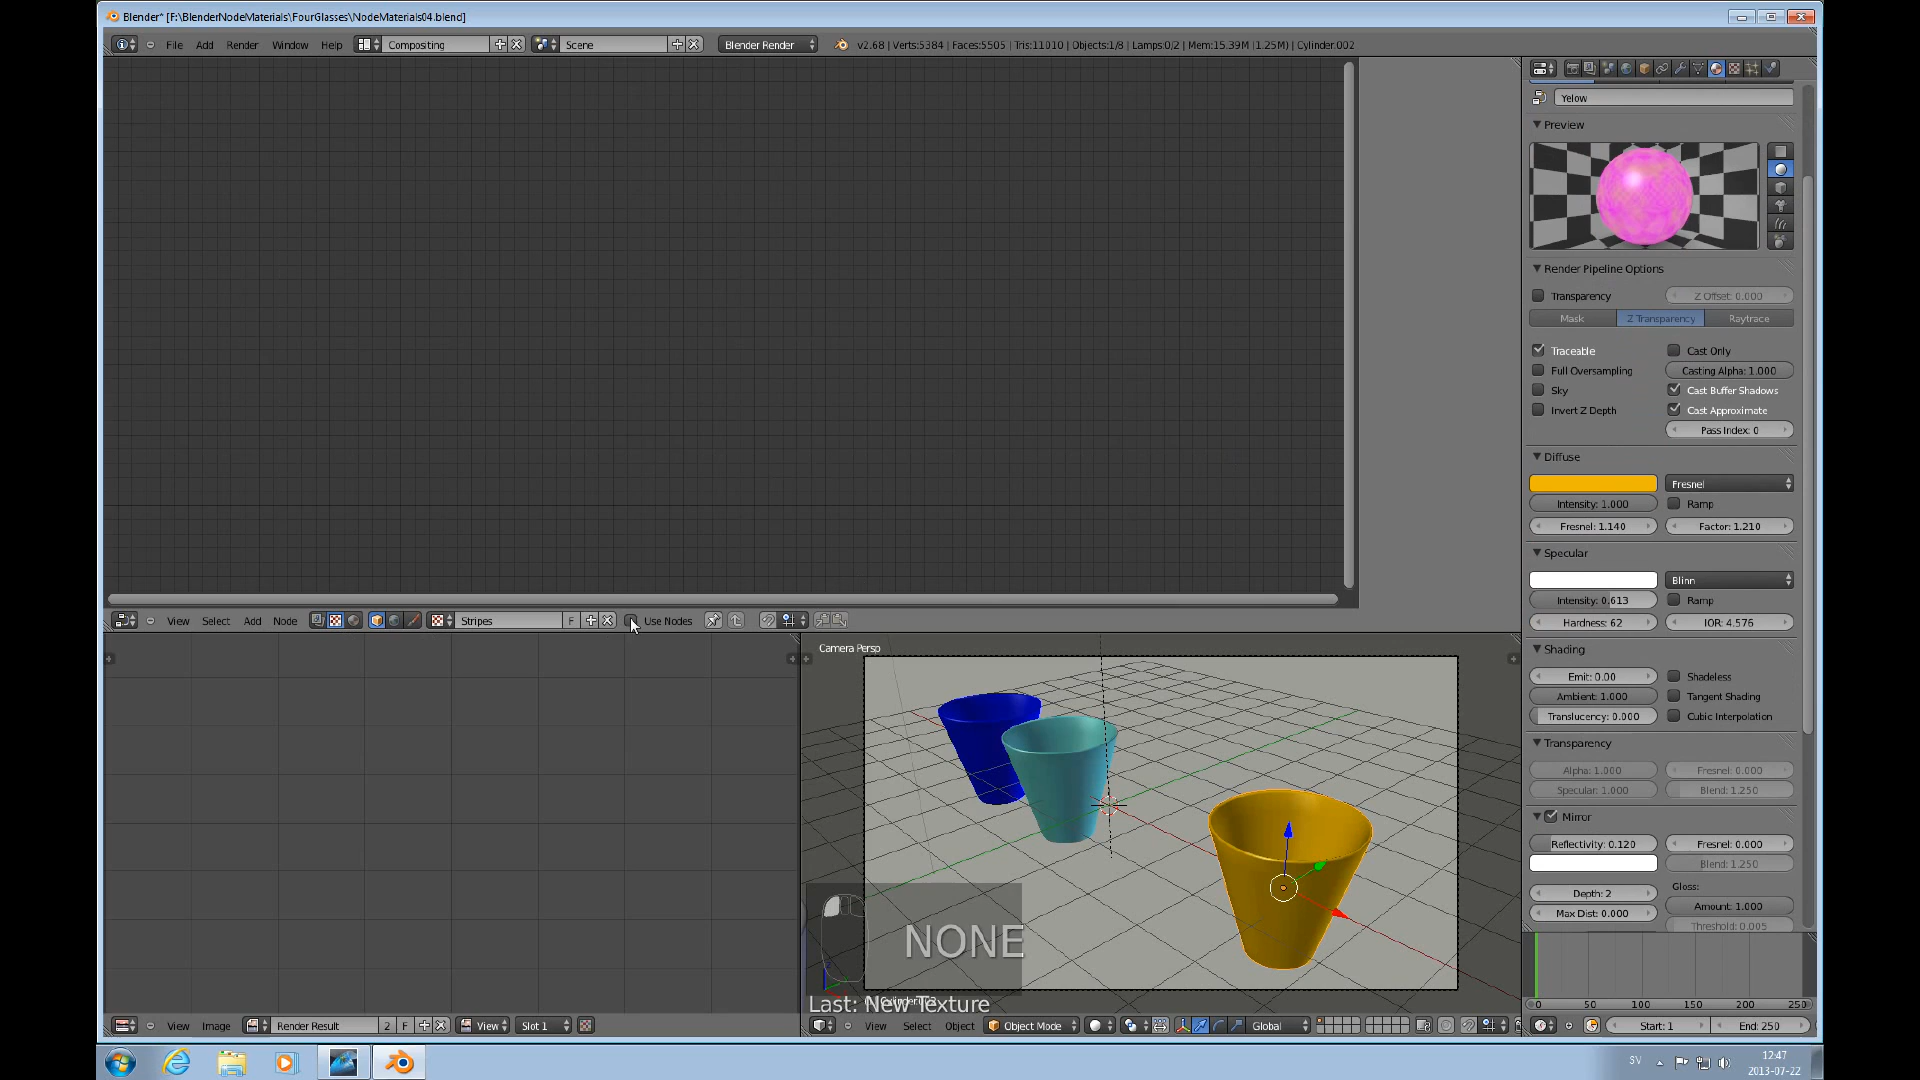 Blender* [F:\BlenderNodeMaterials\FourGlasses\NodeMaterials04.blend]
File Add Render Window Help Compositing Scene Blender Render v2.68 | Verts:5384 | Faces:5505 | Tris:11010 | Objects:1/8 | Lamps:0/2 | Mem:15.39M (1.25M) | Cylinder.002
Yelow
Preview
Render Pipeline Options
Transparency Z Offset: 0.000
Mask Z Transparency Raytrace
Traceable Cast Only
Full Oversampling Casting Alpha: 1.000
Sky Cast Buffer Shadows
Invert Z Depth Cast Approximate
Pass Index: 0
Diffuse
Fresnel
Intensity: 1.000 Ramp
Fresnel: 1.140 Factor: 1.210
Specular
Blinn
Intensity: 0.613 Ramp
Hardness: 62 IOR: 4.576
Shading
Emit: 0.00 Shadeless
Ambient: 1.000 Tangent Shading
Translucency: 0.000 Cubic Interpolation
Transparency
Alpha: 1.000 Fresnel: 0.000
Specular: 1.000 Blend: 1.250
Mirror
Reflectivity: 0.120 Fresnel: 0.000
Blend: 1.250
Depth: 2 Gloss:
Amount: 1.000
Max Dist: 0.000
Threshold: 0.005
View Select Add Node Stripes F Use Nodes
Camera Persp
NONE
Last: New Texture
0 50 100 150 200 250
View Image Render Result 2 F View Slot 1
View Select Object Object Mode Global
Start: 1 End: 250
SV 12:47
2013-07-22